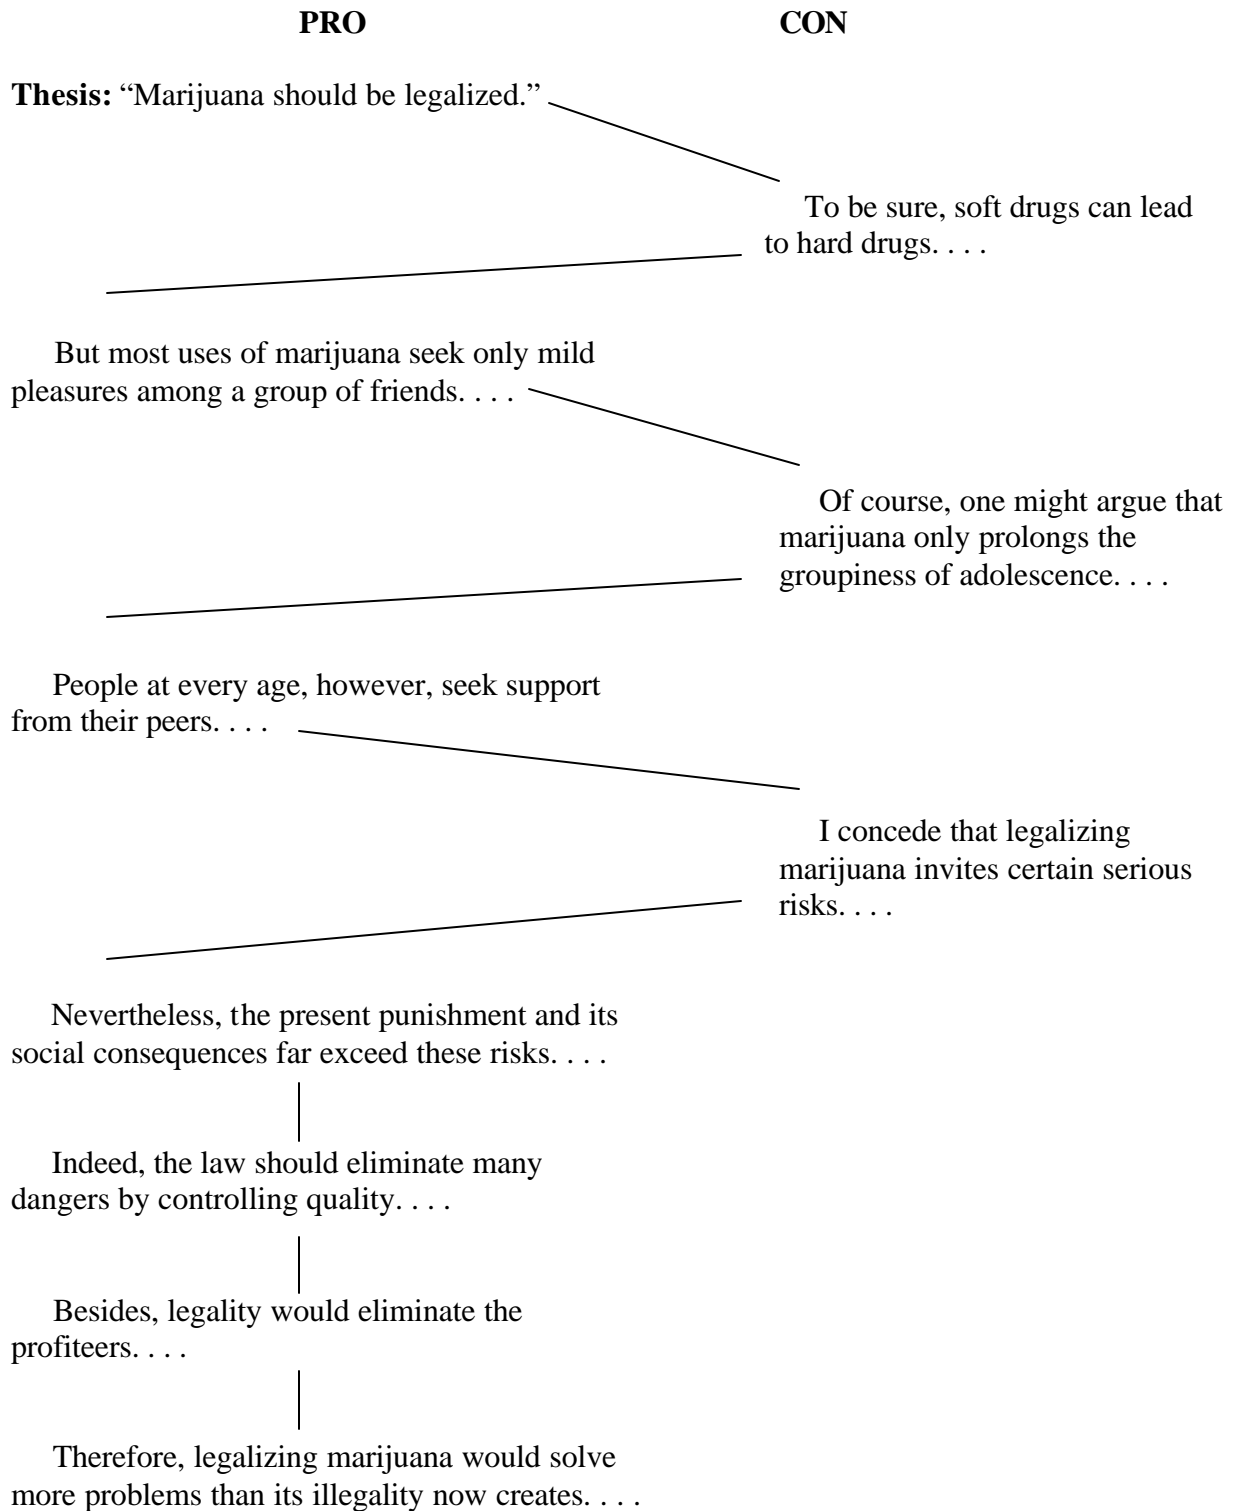 PRO CON
Thesis: “Marijuana should be legalized.”
To be sure, soft drugs can lead
to hard drugs. . . .
But most uses of marijuana seek only mild
pleasures among a group of friends. . . .
Of course, one might argue that
marijuana only prolongs the
groupiness of adolescence. . . .
People at every age, however, seek support
from their peers. . . .
I concede that legalizing
marijuana invites certain serious
risks. . . .
Nevertheless, the present punishment and its
social consequences far exceed these risks. . . .
Indeed, the law should eliminate many
dangers by controlling quality. . . .
Besides, legality would eliminate the
profiteers. . . .
Therefore, legalizing marijuana would solve
more problems than its illegality now creates. . . .